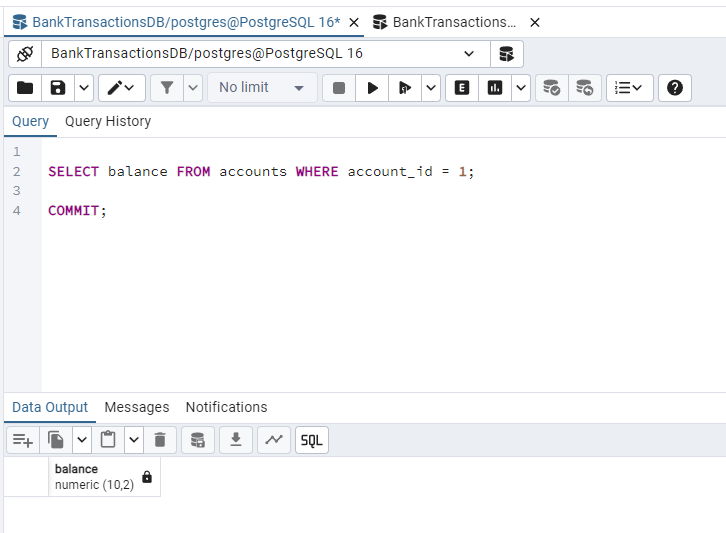 BankTransactionsDB/postgres@PostgreSQL 16* BankTransactions...
BankTransactionsDB/postgres@PostgreSQL 16
No limit E
Query Query History
1
2 SELECT balance FROM accounts WHERE account_id = 1;
3
4 COMMIT;
Data Output Messages Notifications
SQL
balance
numeric (10,2)